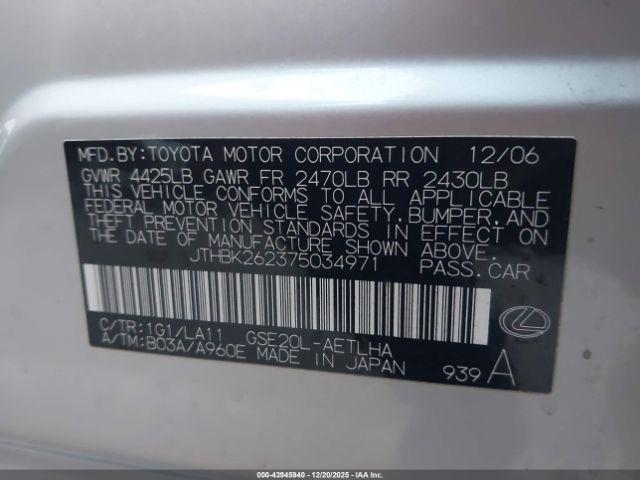 MFD.BY:TOYOTA MOTOR CORPORATION 12/06
GVWR 4425LB GAWR FR 2470LB RR 2430LB
THIS VEHICLE CONFORMS TO ALL APPLICABLE
FEDERAL MOTOR VEHICLE SAFETY, BUMPER, AND
THEFT PREVENTION STANDARDS IN EFFECT ON
THE DATE OF MANUFACTURE SHOWN ABOVE.
JTHBK262375034971 PASS.CAR
C/TR:1G1/LA11 GSE20L-AETLHA
A/TM:B03A/A960E MADE IN JAPAN 939 A
000-43945940 - 12/20/2025 - IAAI.CA